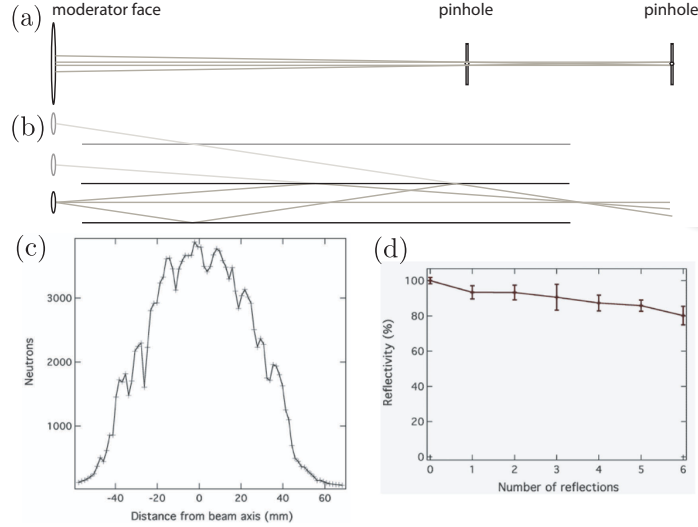 (a)
moderator face
pinhole
pinhole
(b)
(c)
3000
2000
1000
Neutrons
-40
-20
0
20
40
60
Distance from beam axis (mm)
(d)
100
80
60
40
20
0
Reflectivity (%)
0
1
2
3
4
5
6
Number of reflections